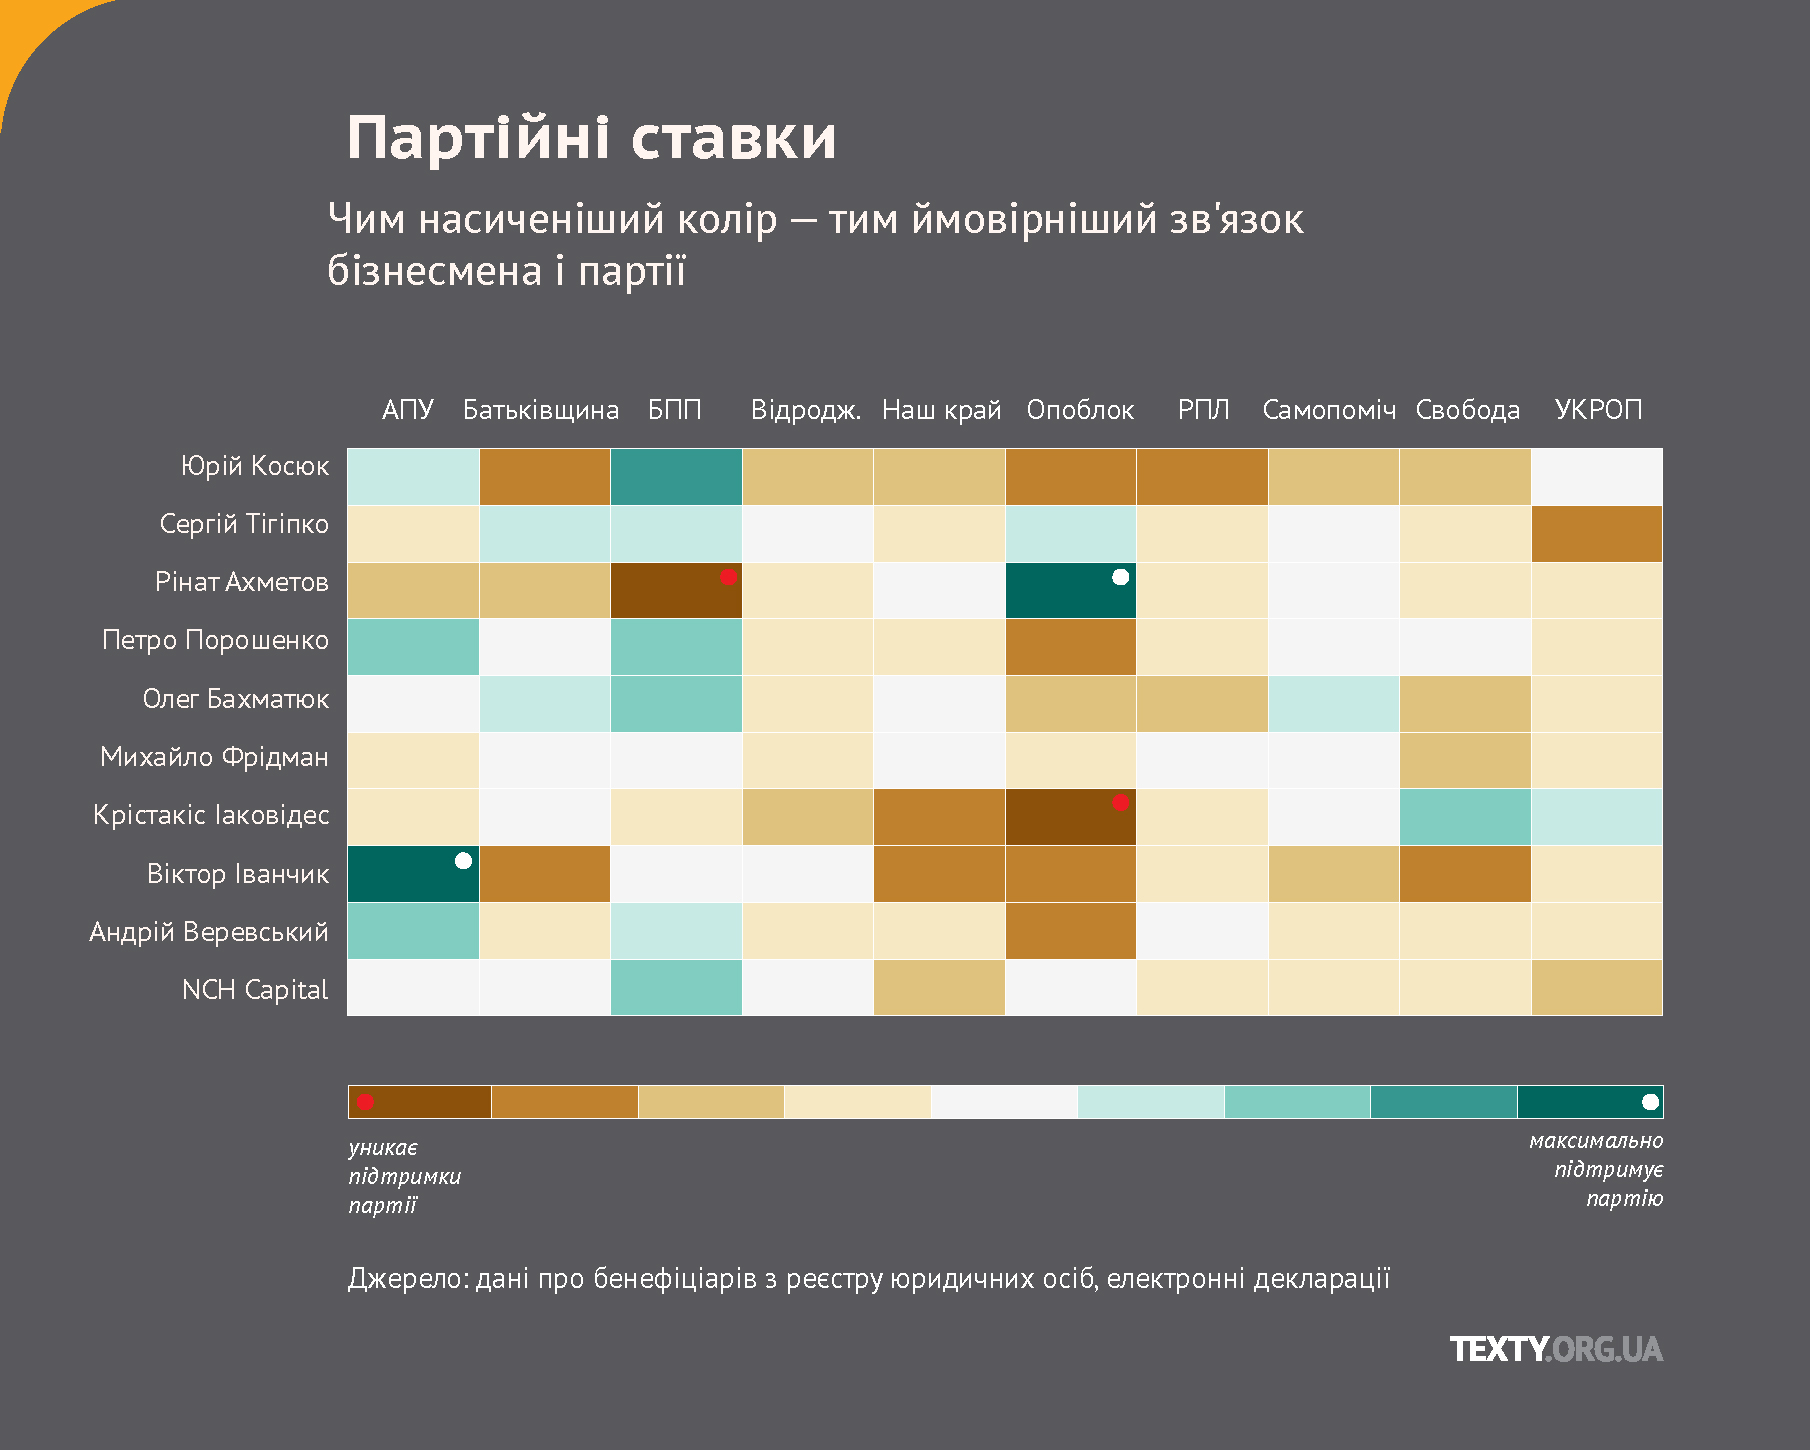 Партійні ставки
Чим насиченіший колір — тим ймовірніший зв'язок
бізнесмена і партії
АПУ Батьківщина БПП Відродж. Наш край Опоблок РПЛ Самопоміч Свобода УКРОП
Юрій Косюк
Сергій Тігіпко
Рінат Ахметов
Петро Порошенко
Олег Бахматюк
Михайло Фрідман
Крістакіс Іаковідес
Віктор Іванчик
Андрій Веревський
NCH Capital
уникає
підтримки
партії
максимально
підтримує
партію
Джерело: дані про бенефіціарів з реєстру юридичних осіб, електронні декларації
TEXTY.ORG.UA